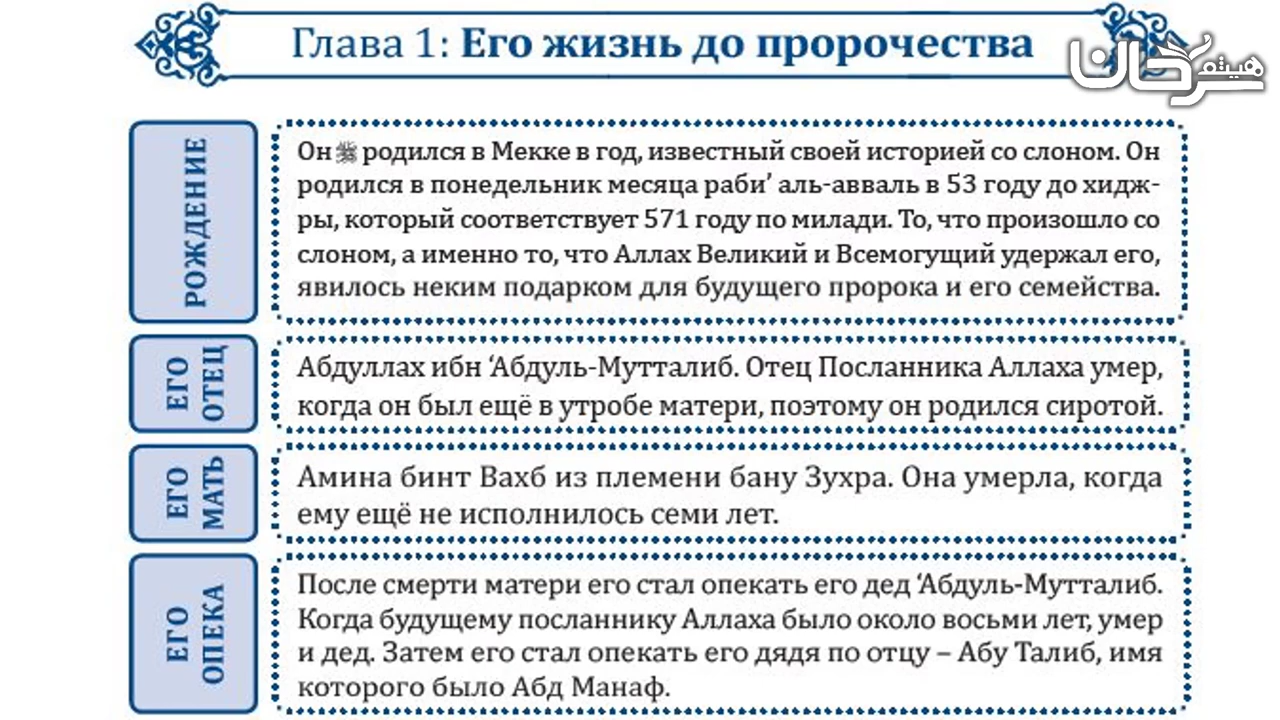 Глава 1: Его жизнь до пророчества
هيتو سرخان
РОЖДЕНИЕ
Он ﷺ родился в Мекке в год, известный своей историей со слоном. Он
родился в понедельник месяца раби’ аль-авваль в 53 году до хидж-
ры, который соответствует 571 году по милади. То, что произошло со
слоном, а именно то, что Аллах Великий и Всемогущий удержал его,
явилось неким подарком для будущего пророка и его семейства.
ЕГО
ОТЕЦ
Абдуллах ибн ‘Абдуль-Мутталиб. Отец Посланника Аллаха умер,
когда он был ещё в утробе матери, поэтому он родился сиротой.
ЕГО
МАТЬ
Амина бинт Вахб из племени бану Зухра. Она умерла, когда
ему ещё не исполнилось семи лет.
ЕГО
ОПЕКА
После смерти матери его стал опекать его дед ‘Абдуль-Мутталиб.
Когда будущему посланнику Аллаха было около восьми лет, умер
и дед. Затем его стал опекать его дядя по отцу – Абу Талиб, имя
которого было Абд Манаф.